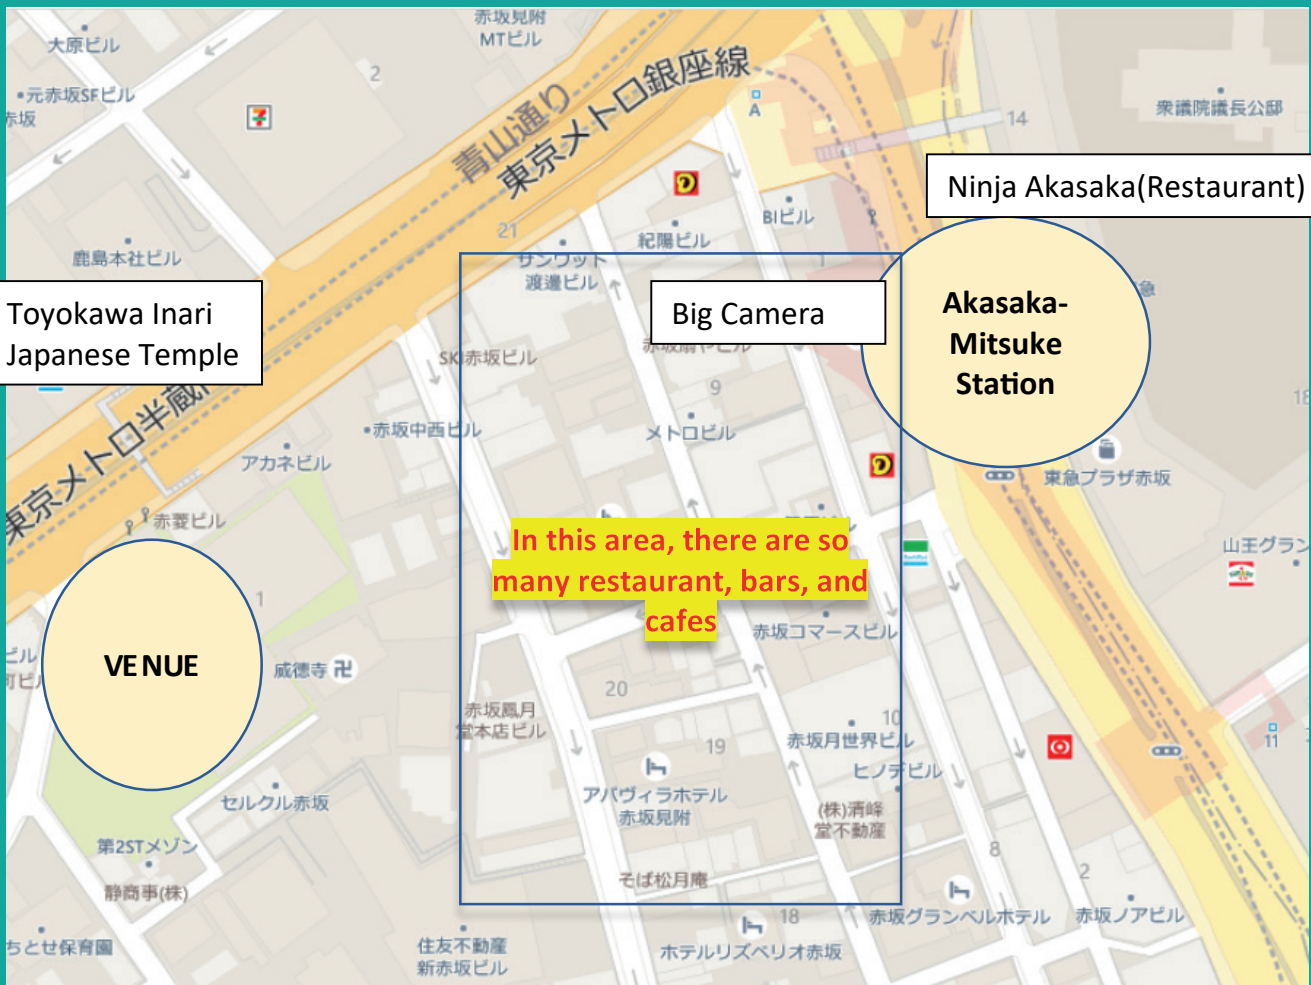 赤坂見附
MTビル
大原ビル
2
元赤坂SFビル
赤坂
青山通り
東京メトロ銀座線
A
14
衆議院議長公邸
Ninja Akasaka(Restaurant)
BIビル
紀陽ビル
21
サンワット
渡邊ビル
鹿島本社ビル
1
急
Toyokawa Inari
Japanese Temple
Big Camera
Akasaka-
Mitsuke
Station
SKI赤坂ビル
9
18
赤坂中西ビル
メトロビル
東京メトロ半蔵
アカネビル
東急プラザ赤坂
赤菱ビル
In this area, there are so
many restaurant, bars, and
cafes
山王グラン
1
赤坂コマースビル
VENUE
ビル
町ビル
威徳寺
20
赤坂鳳月
堂本店ビル
10
赤坂月世界ビル
19
11
ヒノデビル
アパヴィラホテル
赤坂見附
セルクル赤坂
(株)清峰
堂不動産
第2STメゾン
静商事(株)
そば松月庵
8
2
18
赤坂グランベルホテル
赤坂ノアビル
ちとせ保育園
住友不動産
新赤坂ビル
ホテルリズベリオ赤坂